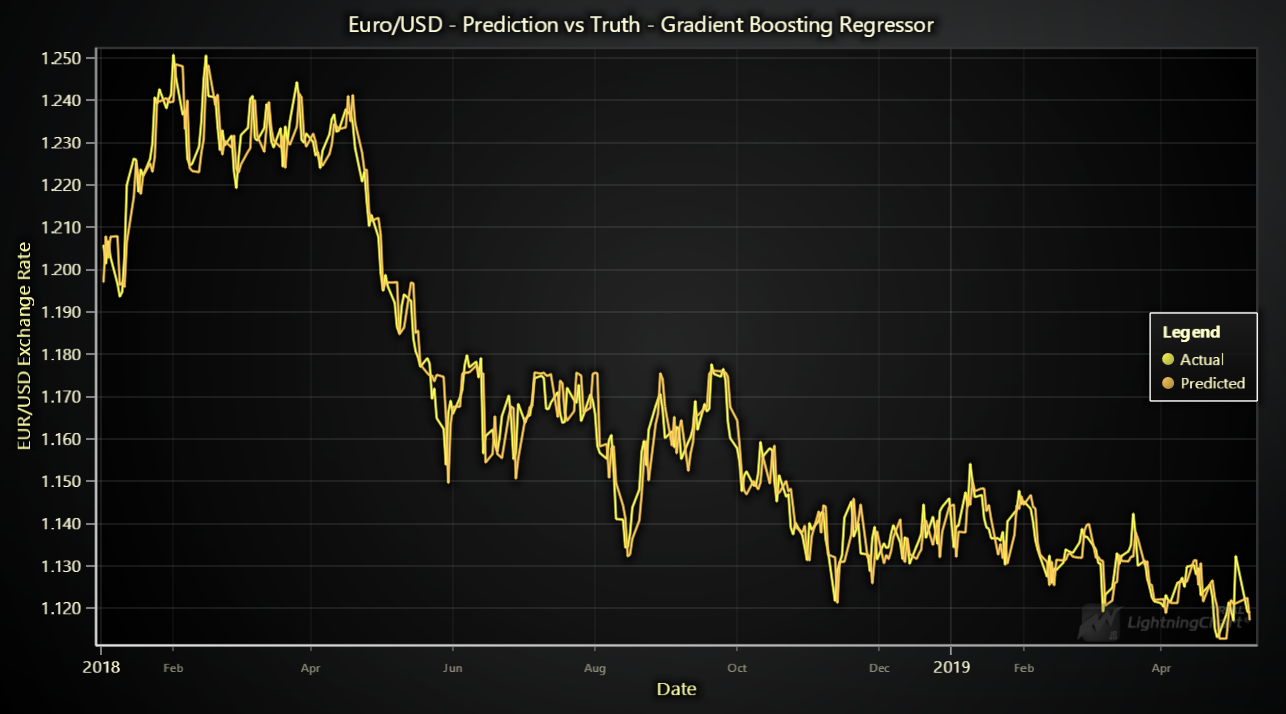 Euro/USD - Prediction vs Truth - Gradient Boosting Regressor
EUR/USD Exchange Rate
1.250
1.240
1.230
1.220
1.210
1.200
1.190
1.180
1.170
1.160
1.150
1.140
1.130
1.120
Legend
Actual
Predicted
LightningChart
2018 Feb Apr Jun Aug Oct Dec 2019 Feb Apr
Date